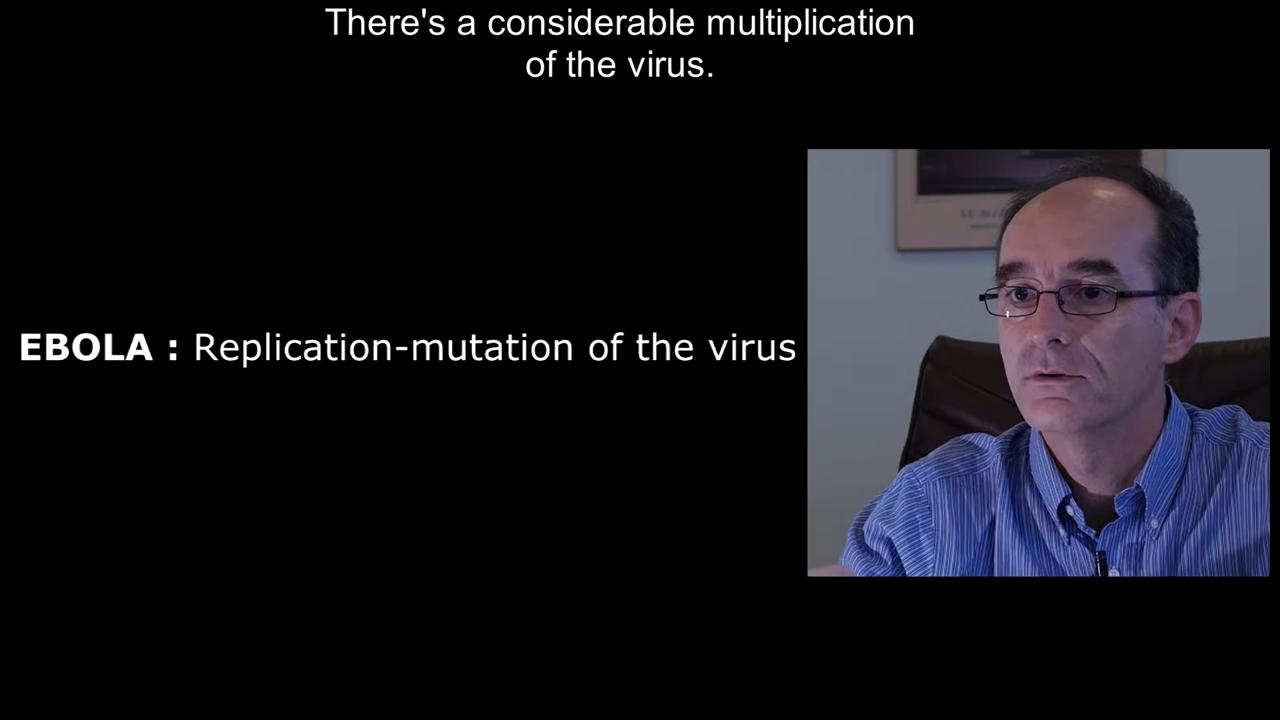 There's a considerable multiplication
of the virus.
EBOLA : Replication-mutation of the virus